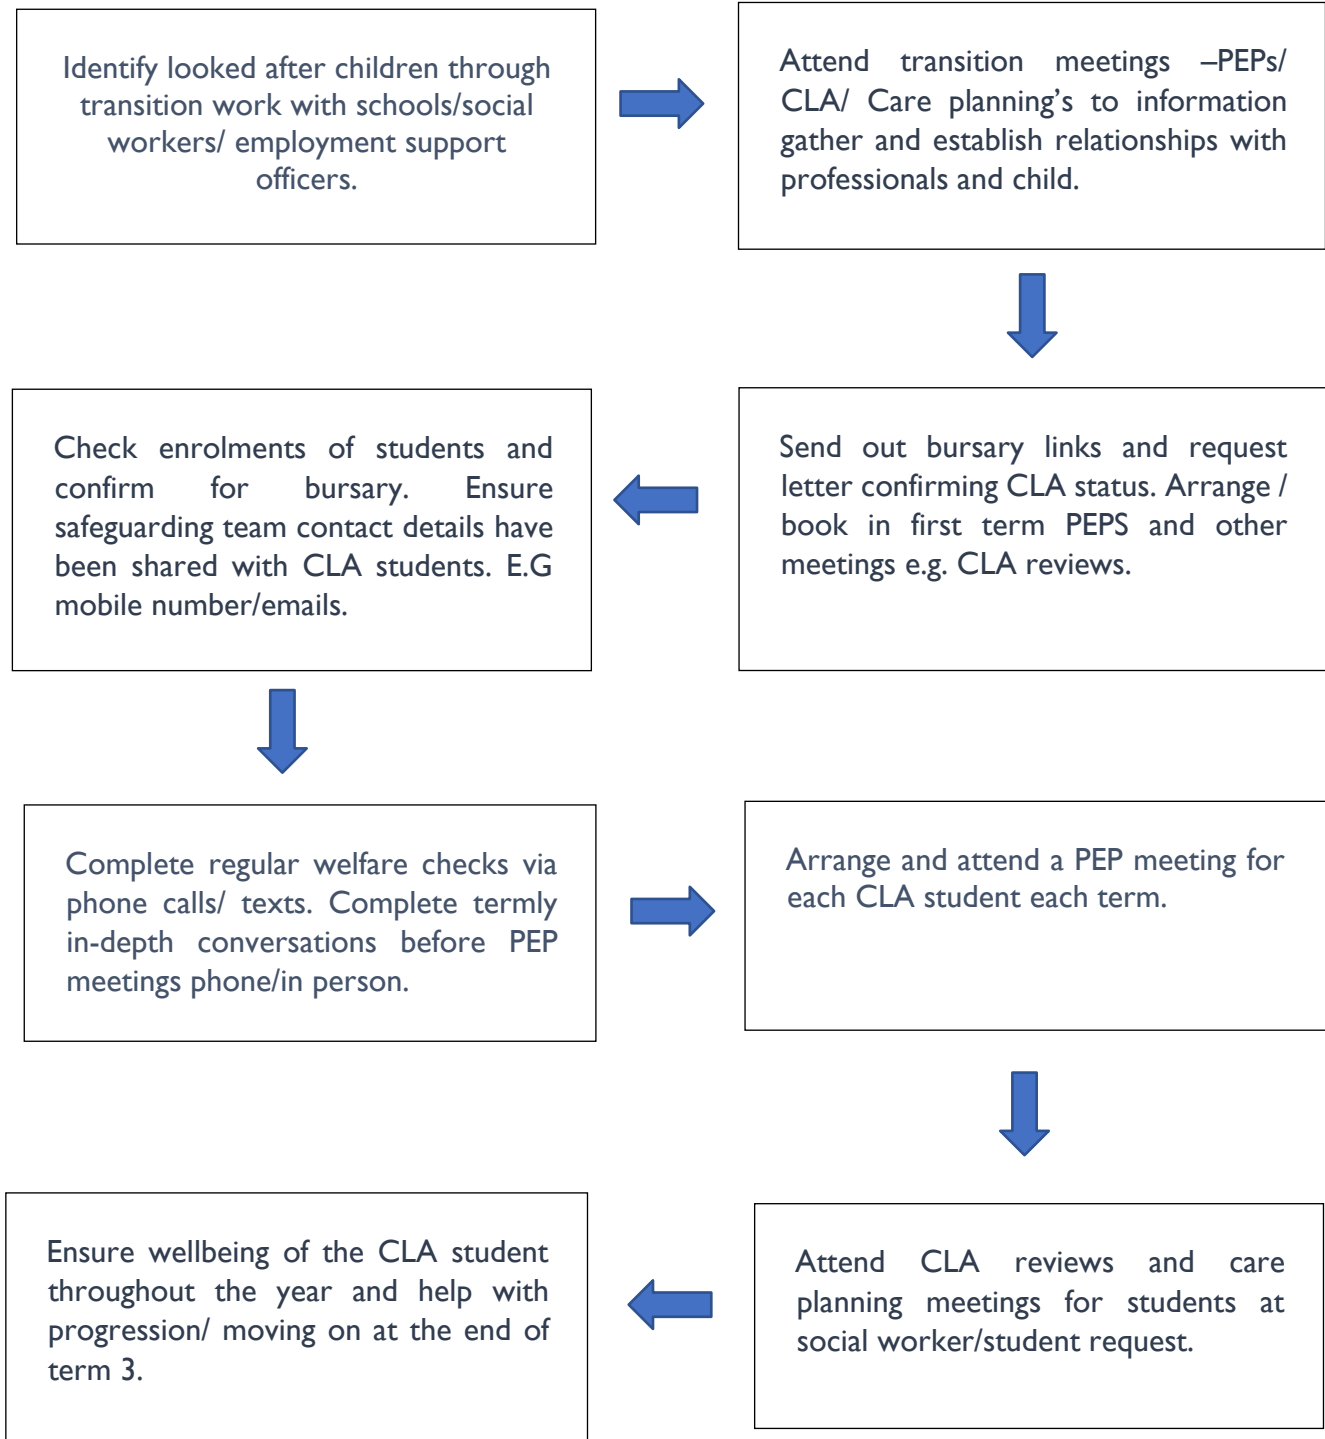 Identify looked after children through
transition work with schools/social
workers/ employment support
officers.
Attend transition meetings –PEPs/
CLA/ Care planning’s to information
gather and establish relationships with
professionals and child.
Send out bursary links and request
letter confirming CLA status. Arrange /
book in first term PEPS and other
meetings e.g. CLA reviews.
Check enrolments of students and
confirm for bursary. Ensure
safeguarding team contact details have
been shared with CLA students. E.G
mobile number/emails.
Complete regular welfare checks via
phone calls/ texts. Complete termly
in-depth conversations before PEP
meetings phone/in person.
Arrange and attend a PEP meeting for
each CLA student each term.
Attend CLA reviews and care
planning meetings for students at
social worker/student request.
Ensure wellbeing of the CLA student
throughout the year and help with
progression/ moving on at the end of
term 3.